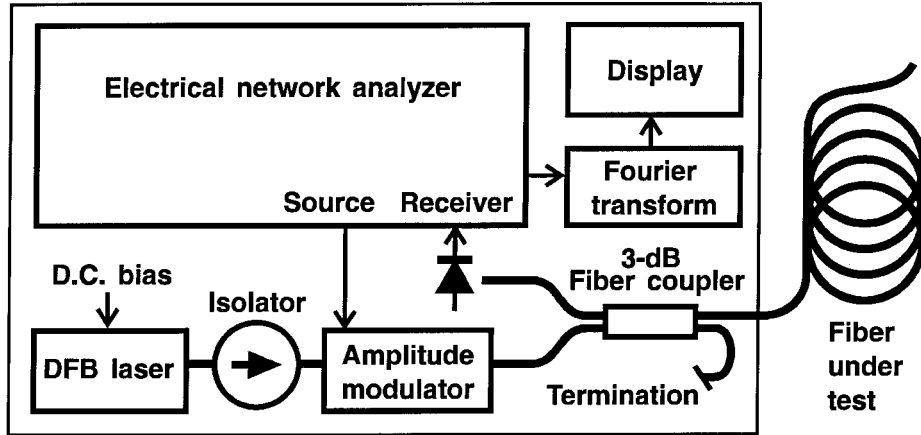 Electrical network analyzer
Display
Fourier
transform
Source
Receiver
D.C. bias
Isolator
3-dB
Fiber coupler
DFB laser
Amplitude
modulator
Termination
Fiber
under
test